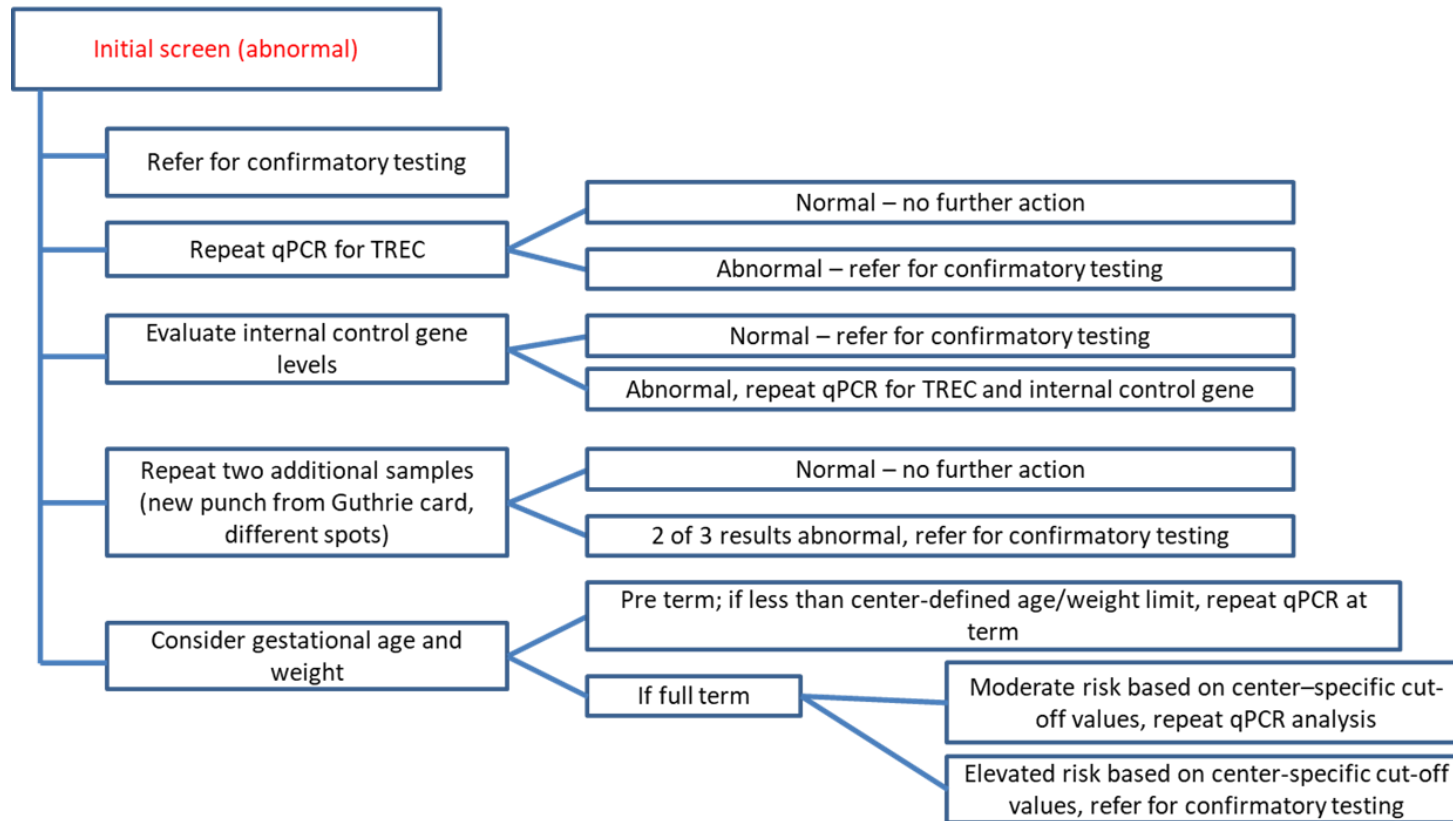 Initial screen (abnormal)
Refer for confirmatory testing
Repeat qPCR for TREC
Normal – no further action
Abnormal – refer for confirmatory testing
Evaluate internal control gene
levels
Normal – refer for confirmatory testing
Abnormal, repeat qPCR for TREC and internal control gene
Repeat two additional samples
(new punch from Guthrie card,
different spots)
Normal – no further action
2 of 3 results abnormal, refer for confirmatory testing
Consider gestational age and
weight
Pre term; if less than center-defined age/weight limit, repeat qPCR at
term
If full term
Moderate risk based on center–specific cut-
off values, repeat qPCR analysis
Elevated risk based on center-specific cut-off
values, refer for confirmatory testing